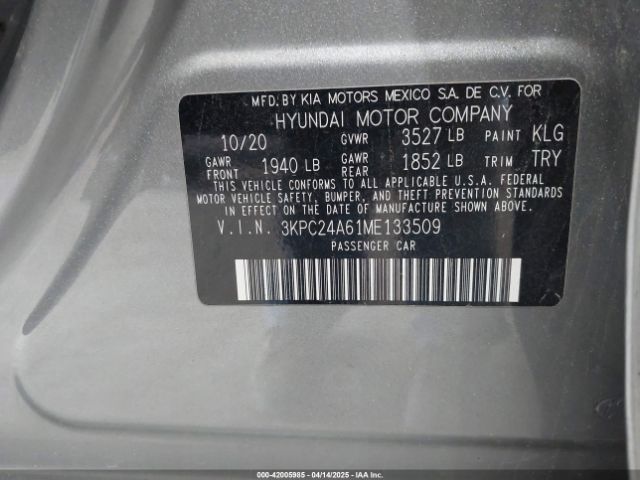 MFD. BY KIA MOTORS MEXICO S.A. DE C.V. FOR
HYUNDAI MOTOR COMPANY
10/20 GVWR 3527 LB PAINT KLG
GAWR FRONT 1940 LB GAWR REAR 1852 LB TRIM TRY
THIS VEHICLE CONFORMS TO ALL APPLICABLE U.S.A. FEDERAL
MOTOR VEHICLE SAFETY, BUMPER, AND THEFT PREVENTION STANDARDS
IN EFFECT ON THE DATE OF MANUFACTURE SHOWN ABOVE.
V.I.N. 3KPC24A61ME133509
PASSENGER CAR
000-42005985 - 04/14/2025 - IAAI.COM